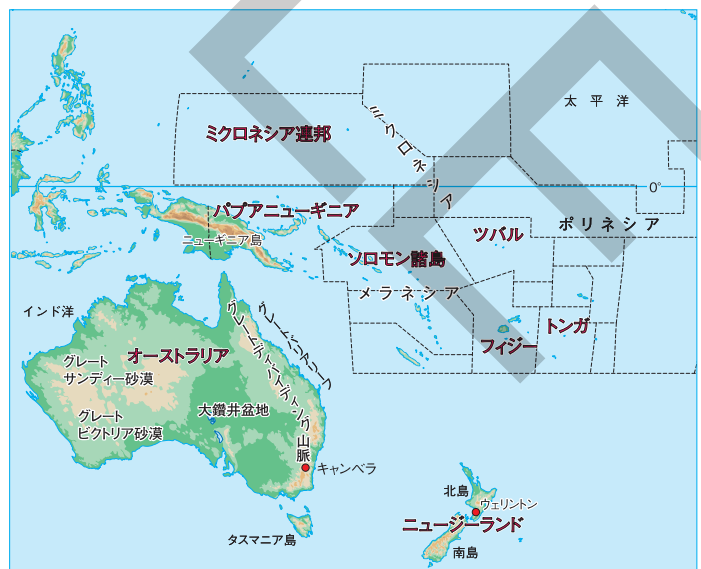 太平洋
ミクロネシア連邦
ミクロネシア
0°
パプアニューギニア
ポリネシア
ツバル
ニューギニア島
ソロモン諸島
メラネシア
インド洋
グレートバリアリーフ
グレートディバイディング山脈
トンガ
フィジー
オーストラリア
グレート
サンディー砂漠
大鑽井盆地
グレート
ビクトリア砂漠
キャンベラ
北島
ウェリントン
ニュージーランド
タスマニア島
南島